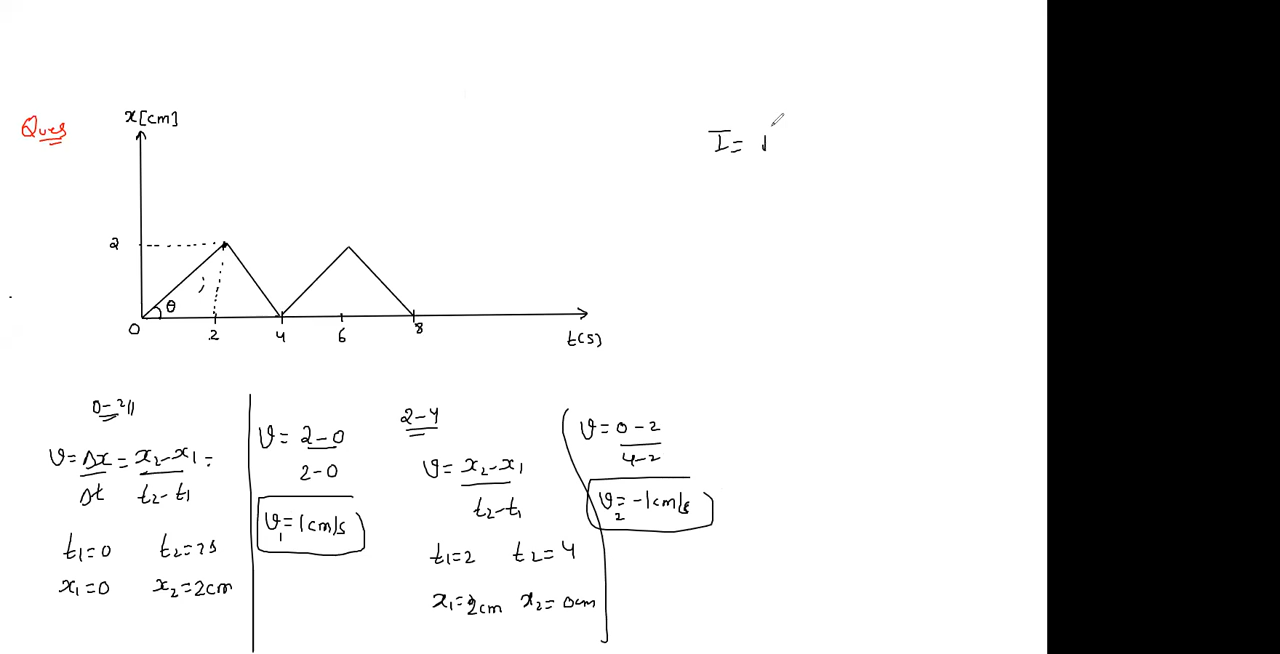 Ques
x[cm]
I =
2
θ
0 2 4 6 8
t(s)
0-2
v = Δx/Δt = x₂-x₁/t₂-t₁ =
t₁=0 t₂=2s
x₁=0 x₂=2cm
v = 2-0/2-0
v₁=1cm/s
2-4
v = x₂-x₁/t₂-t₁
t₁=2 t₂=4
x₁=2cm x₂=0cm
v = 0-2/4-2
v₂=-1cm/s